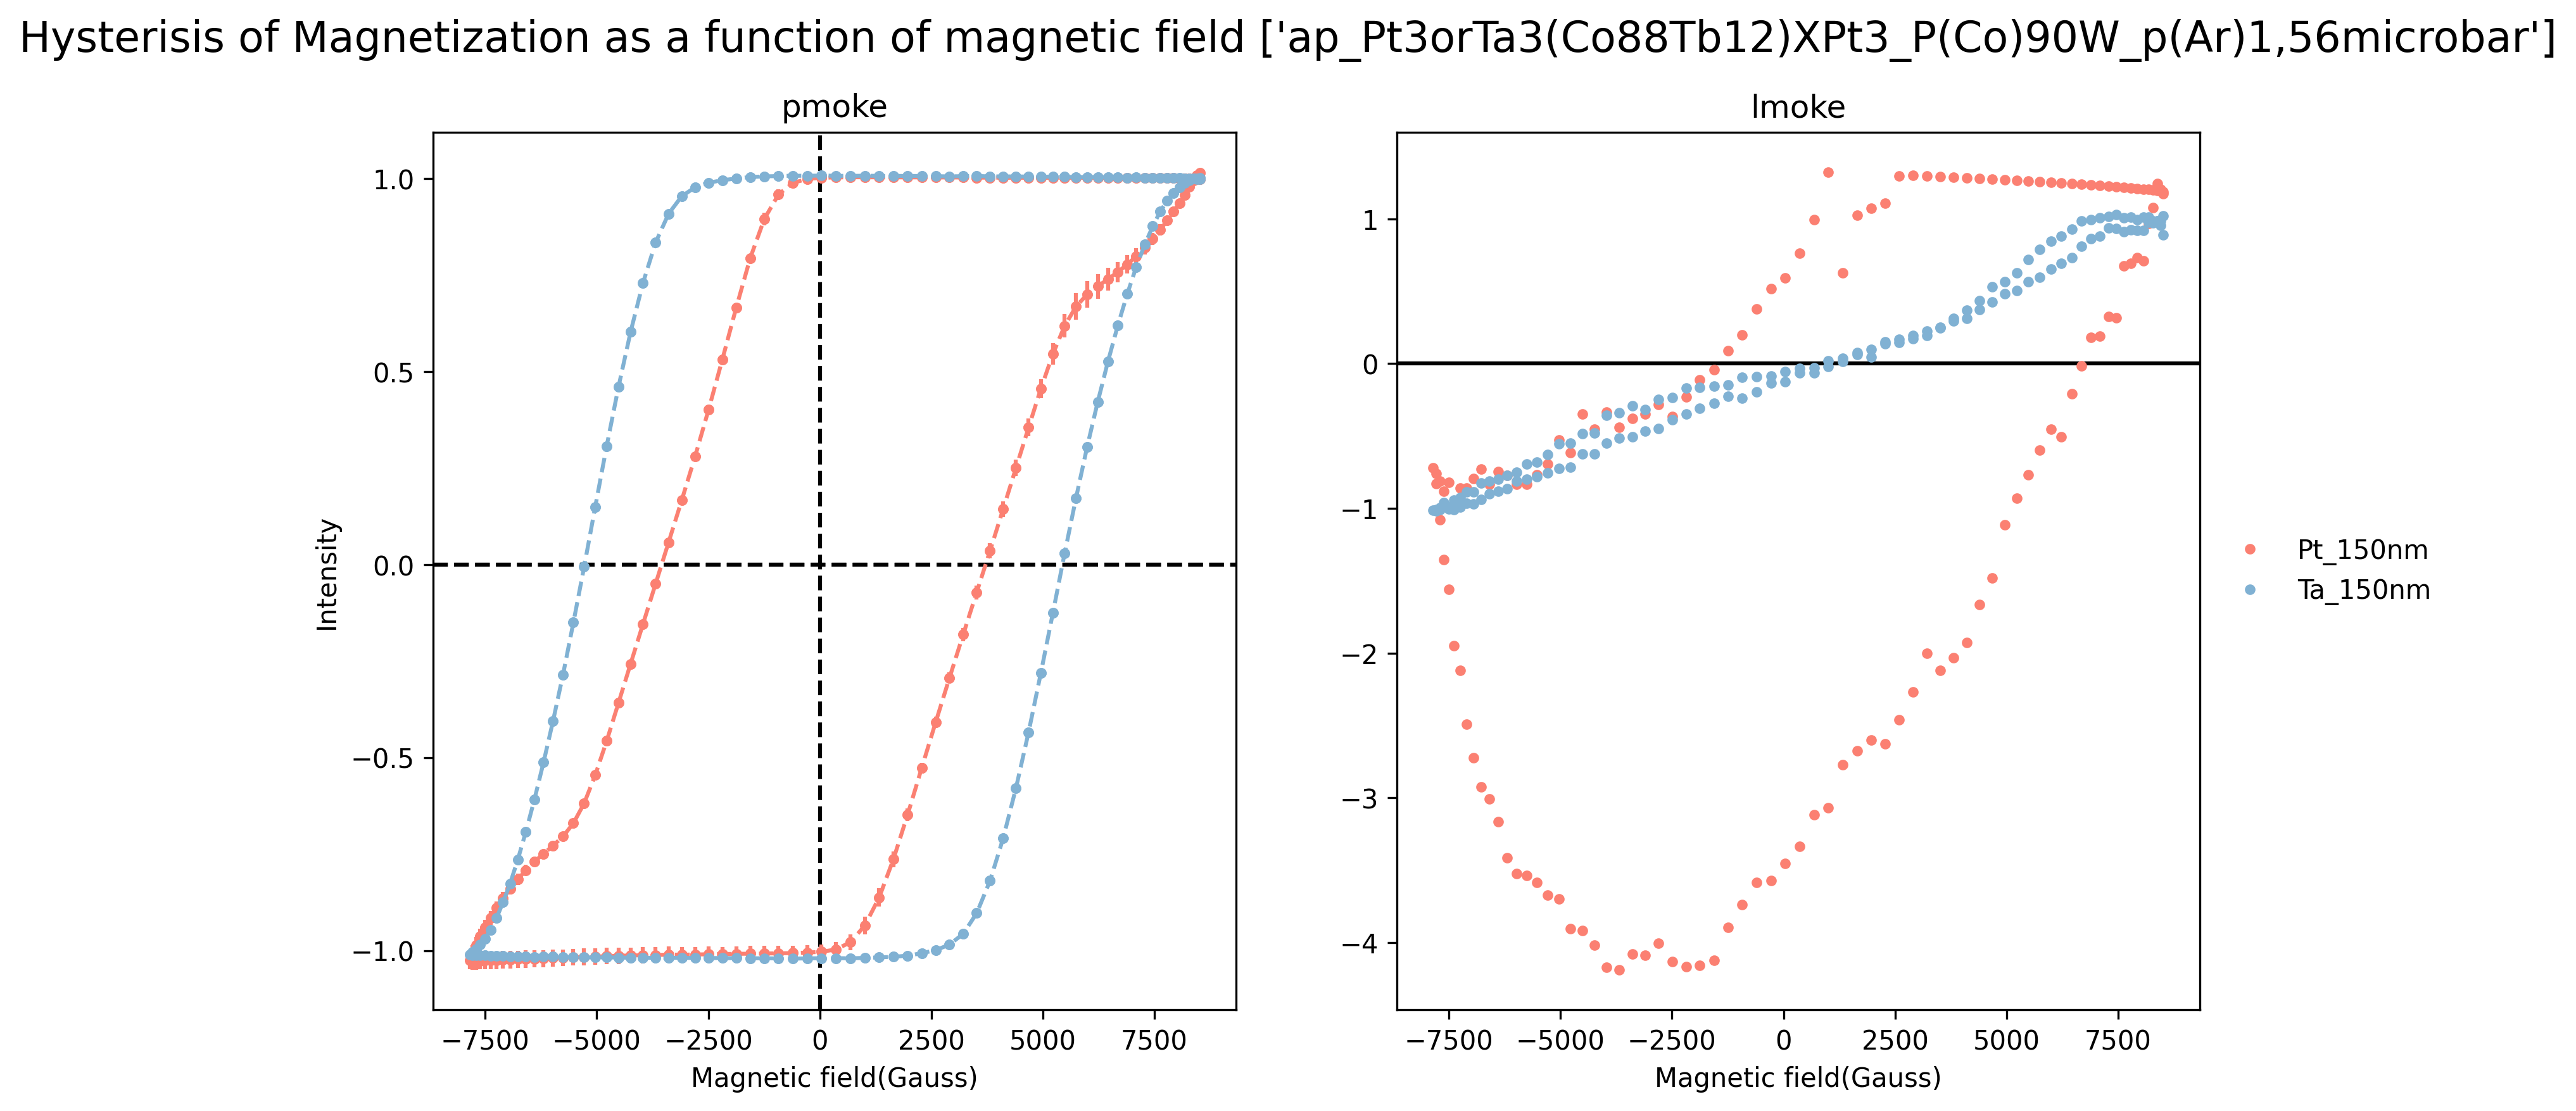 Hysterisis of Magnetization as a function of magnetic field ['ap_Pt3orTa3(Co88Tb12)XPt3_P(Co)90W_p(Ar)1,56microbar']
pmoke
1.0
0.5
0.0
−0.5
−1.0
Intensity
−7500 −5000 −2500 0 2500 5000 7500
Magnetic field(Gauss)
lmoke
1
0
−1
−2
−3
−4
−7500 −5000 −2500 0 2500 5000 7500
Magnetic field(Gauss)
Pt_150nm
Ta_150nm